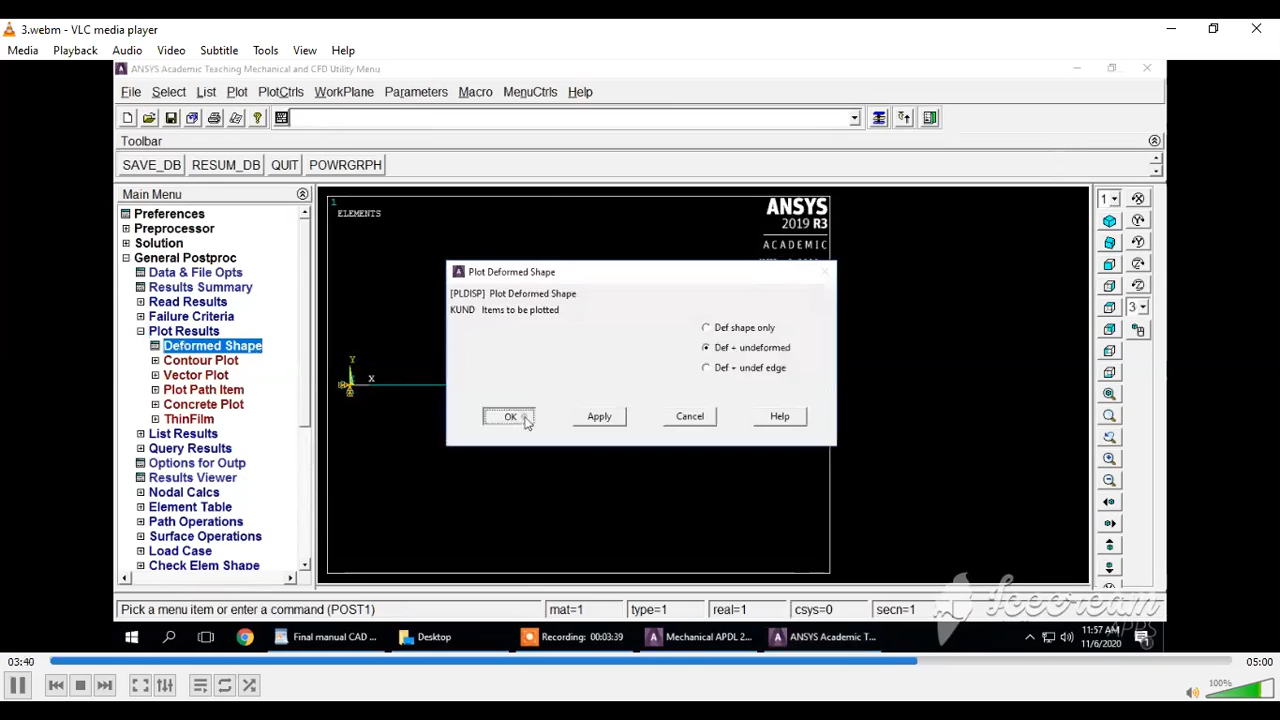 3.webm - VLC media player
Media Playback Audio Video Subtitle Tools View Help
ANSYS Academic Teaching Mechanical and CFD Utility Menu
File Select List Plot PlotCtrls WorkPlane Parameters Macro MenuCtrls Help
Toolbar
SAVE_DB RESUM_DB QUIT POWRGRPH
Main Menu
Preferences
Preprocessor
Solution
General Postproc
Data & File Opts
Results Summary
Read Results
Failure Criteria
Plot Results
Deformed Shape
Contour Plot
Vector Plot
Plot Path Item
Concrete Plot
ThinFilm
List Results
Query Results
Options for Outp
Results Viewer
Nodal Calcs
Element Table
Path Operations
Surface Operations
Load Case
Check Elem Shape
1
ELEMENTS
ANSYS
2019 R3
ACADEMIC
Y
X
Plot Deformed Shape
[PLDISP] Plot Deformed Shape
KUND Items to be plotted
Def shape only
Def + undeformed
Def + undef edge
OK Apply Cancel Help
1
3
Pick a menu item or enter a command (POST1) mat=1 type=1 real=1 csys=0 secn=1
Icecream
APPS
Final manual CAD ... Desktop Recording: 00:03:39 Mechanical APDL 2... ANSYS Academic T...
11:57 AM
11/6/2020
1
03:40 05:00
100%